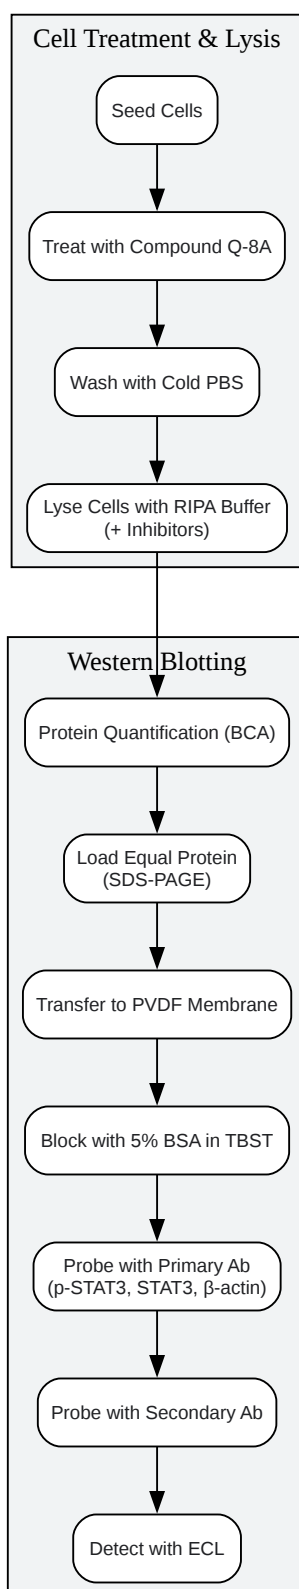 Cell Treatment & Lysis
Seed Cells
Treat with Compound Q-8A
Wash with Cold PBS
Lyse Cells with RIPA Buffer
(+ Inhibitors)
Western Blotting
Protein Quantification (BCA)
Load Equal Protein
(SDS-PAGE)
Transfer to PVDF Membrane
Block with 5% BSA in TBST
Probe with Primary Ab
(p-STAT3, STAT3, β-actin)
Probe with Secondary Ab
Detect with ECL